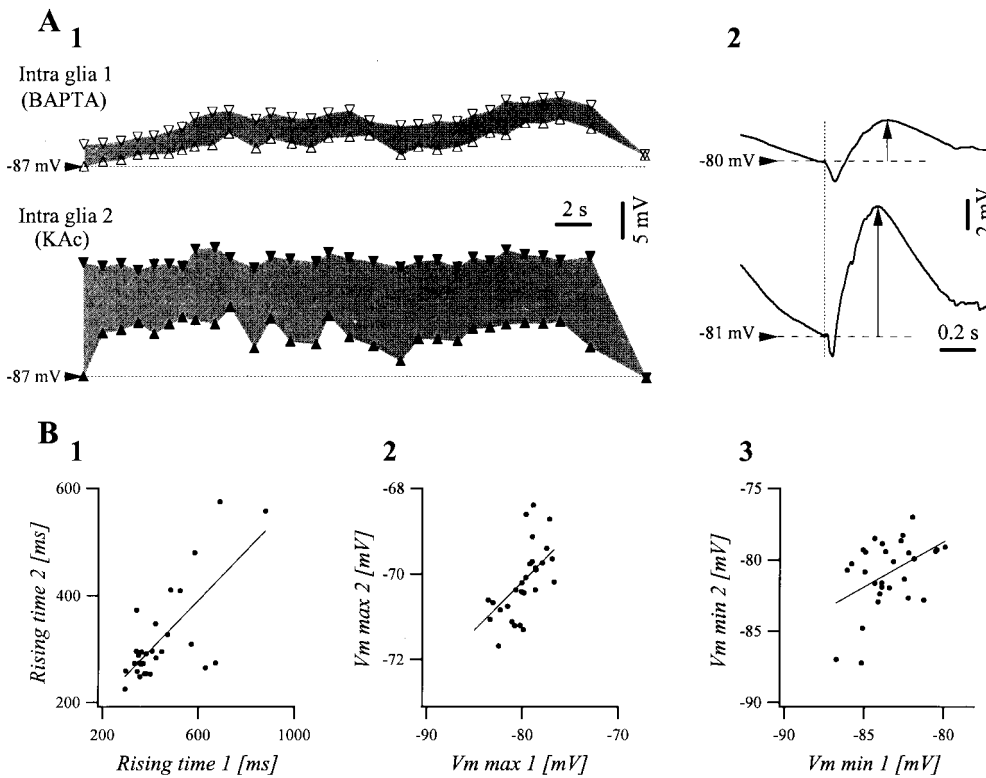 A
1
Intra glia 1
(BAPTA)
-87 mV
2 s
5 mV
Intra glia 2
(KAc)
-87 mV
2
-80 mV
2 mV
-81 mV
0.2 s
B
1
600
400
200
200 600 1000
Rising time 2 [ms]
Rising time 1 [ms]
2
-68
-70
-72
-90 -80 -70
Vm max 2 [mV]
Vm max 1 [mV]
3
-75
-80
-85
-90
-90 -85 -80
Vm min 2 [mV]
Vm min 1 [mV]